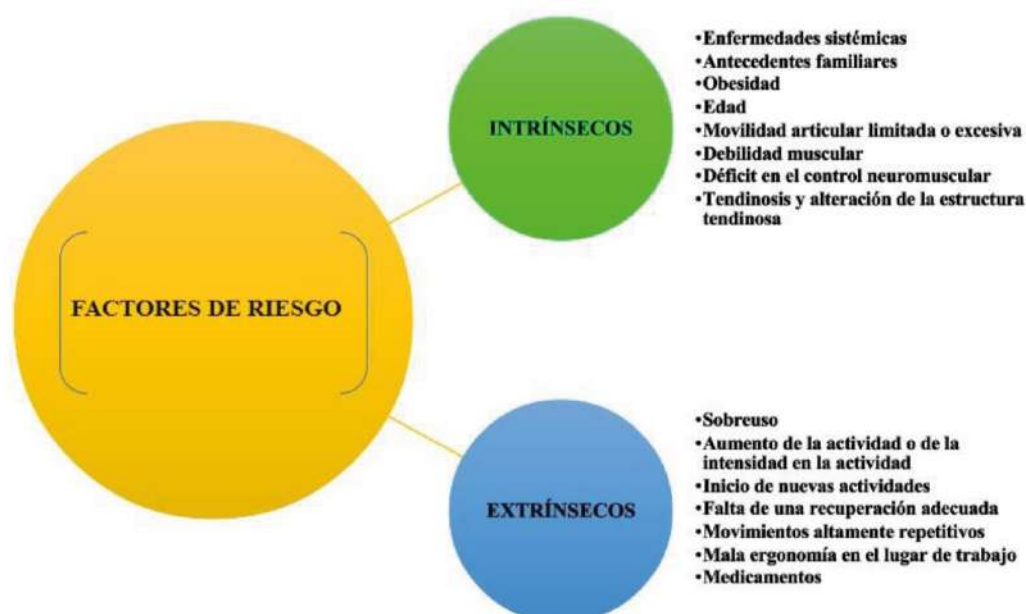 FACTORES DE RIESGO
INTRÍNSECOS
•Enfermedades sistémicas
•Antecedentes familiares
•Obesidad
•Edad
•Movilidad articular limitada o excesiva
•Debilidad muscular
•Déficit en el control neuromuscular
•Tendinosis y alteración de la estructura
tendinosa
EXTRÍNSECOS
•Sobreuso
•Aumento de la actividad o de la
intensidad en la actividad
•Inicio de nuevas actividades
•Falta de una recuperación adecuada
•Movimientos altamente repetitivos
•Mala ergonomía en el lugar de trabajo
•Medicamentos